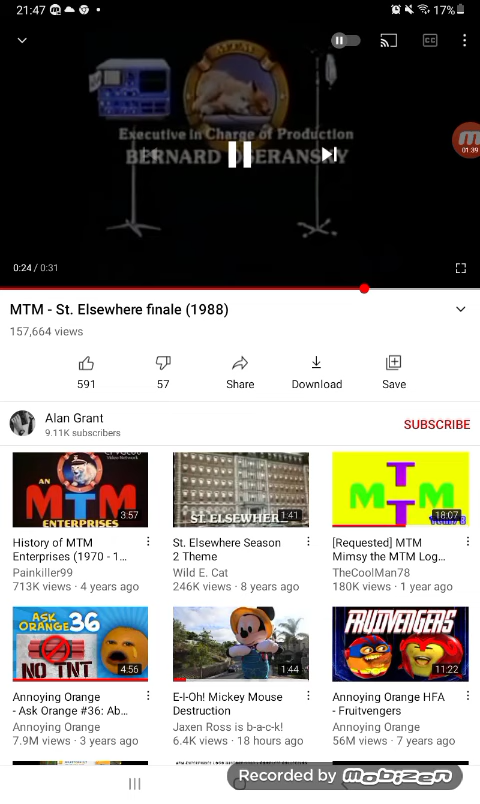 21:47
17%
MTM
Executive in Charge of Production
BERNARD OGERANSKY
01:39
0:24 / 0:31
MTM - St. Elsewhere finale (1988)
157,664 views
591
57
Share
Download
Save
Alan Grant
9.11K subscribers
SUBSCRIBE
AN
MTM
ENTERPRISES
3:57
ST. ELSEWHERE
1:41
MTM
18:07
History of MTM
Enterprises (1970 - 1...
Painkiller99
713K views · 4 years ago
St. Elsewhere Season
2 Theme
Wild E. Cat
246K views · 8 years ago
[Requested] MTM
Mimsy the MTM Log...
TheCoolMan78
180K views · 1 year ago
ASK
ORANGE 36
NO TNT
4:56
1:44
FRUITVENGERS
11:22
Annoying Orange
- Ask Orange #36: Ab...
Annoying Orange
7.9M views · 3 years ago
E-I-Oh! Mickey Mouse
Destruction
Jaxen Ross is b-a-c-k!
6.4K views · 18 hours ago
Annoying Orange HFA
- Fruitvengers
Annoying Orange
56M views · 7 years ago
Recorded by MOBIZEN